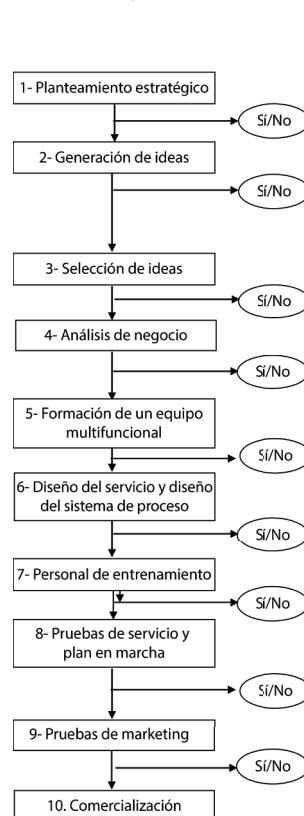 1- Planteamiento estratégico
Sí/No
2- Generación de ideas
Sí/No
3- Selección de ideas
Sí/No
4- Análisis de negocio
Sí/No
5- Formación de un equipo
multifuncional
Sí/No
6- Diseño del servicio y diseño
del sistema de proceso
Sí/No
7- Personal de entrenamiento
Sí/No
8- Pruebas de servicio y
plan en marcha
Sí/No
9- Pruebas de marketing
Sí/No
10. Comercialización